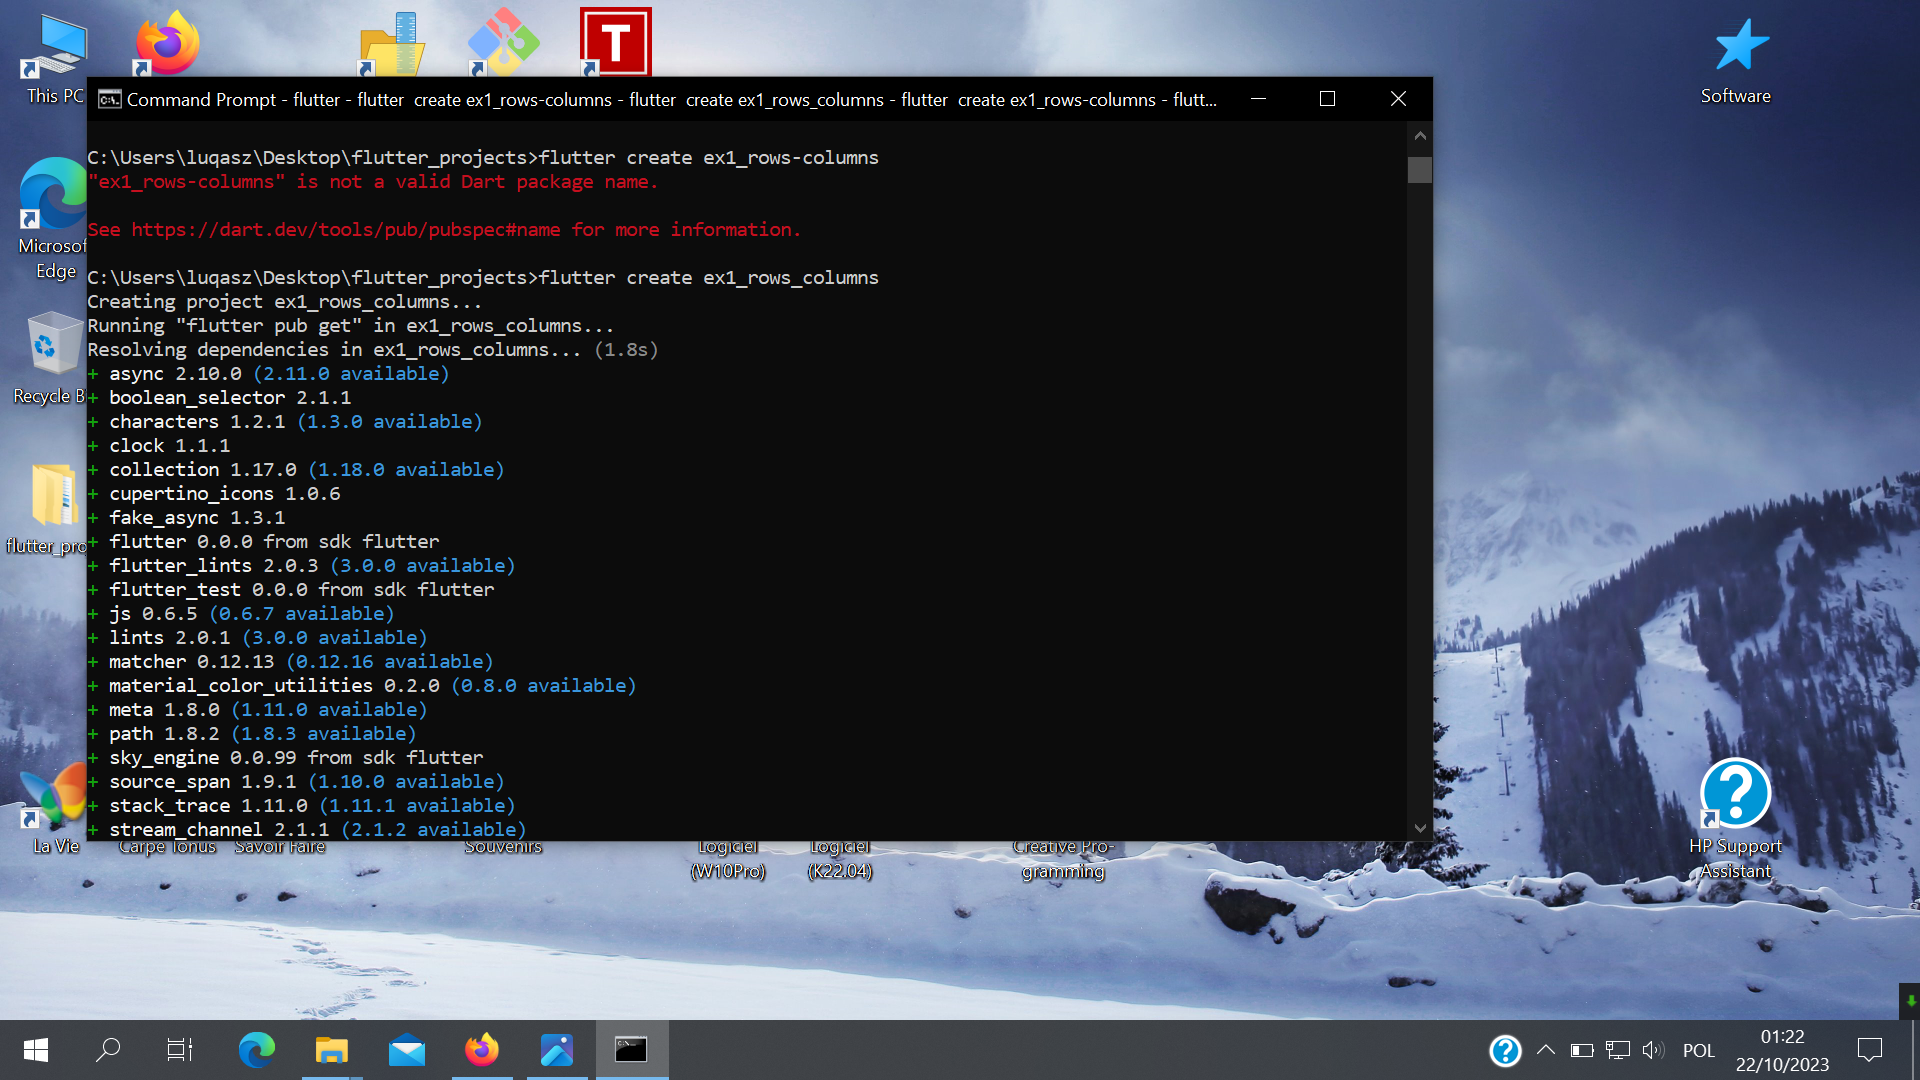 This PC
Software
Command Prompt - flutter - flutter  create ex1_rows-columns - flutter  create ex1_rows_columns - flutter  create ex1_rows-columns - flutt...
C:\Users\luqasz\Desktop\flutter_projects>flutter create ex1_rows-columns
"ex1_rows-columns" is not a valid Dart package name.
See https://dart.dev/tools/pub/pubspec#name for more information.
C:\Users\luqasz\Desktop\flutter_projects>flutter create ex1_rows_columns
Creating project ex1_rows_columns...
Running "flutter pub get" in ex1_rows_columns...
Resolving dependencies in ex1_rows_columns... (1.8s)
+ async 2.10.0 (2.11.0 available)
+ boolean_selector 2.1.1
+ characters 1.2.1 (1.3.0 available)
+ clock 1.1.1
+ collection 1.17.0 (1.18.0 available)
+ cupertino_icons 1.0.6
+ fake_async 1.3.1
+ flutter 0.0.0 from sdk flutter
+ flutter_lints 2.0.3 (3.0.0 available)
+ flutter_test 0.0.0 from sdk flutter
+ js 0.6.5 (0.6.7 available)
+ lints 2.0.1 (3.0.0 available)
+ matcher 0.12.13 (0.12.16 available)
+ material_color_utilities 0.2.0 (0.8.0 available)
+ meta 1.8.0 (1.11.0 available)
+ path 1.8.2 (1.8.3 available)
+ sky_engine 0.0.99 from sdk flutter
+ source_span 1.9.1 (1.10.0 available)
+ stack_trace 1.11.0 (1.11.1 available)
+ stream_channel 2.1.1 (2.1.2 available)
Microsof
Edge
Recycle B
flutter_pro
La Vie
Carpe Tonus
Savoir Faire
Souvenirs
Logiciel
(W10Pro)
Logiciel
(K22.04)
Creative Pro-
gramming
HP Support
Assistant
T
POL
01:22
22/10/2023